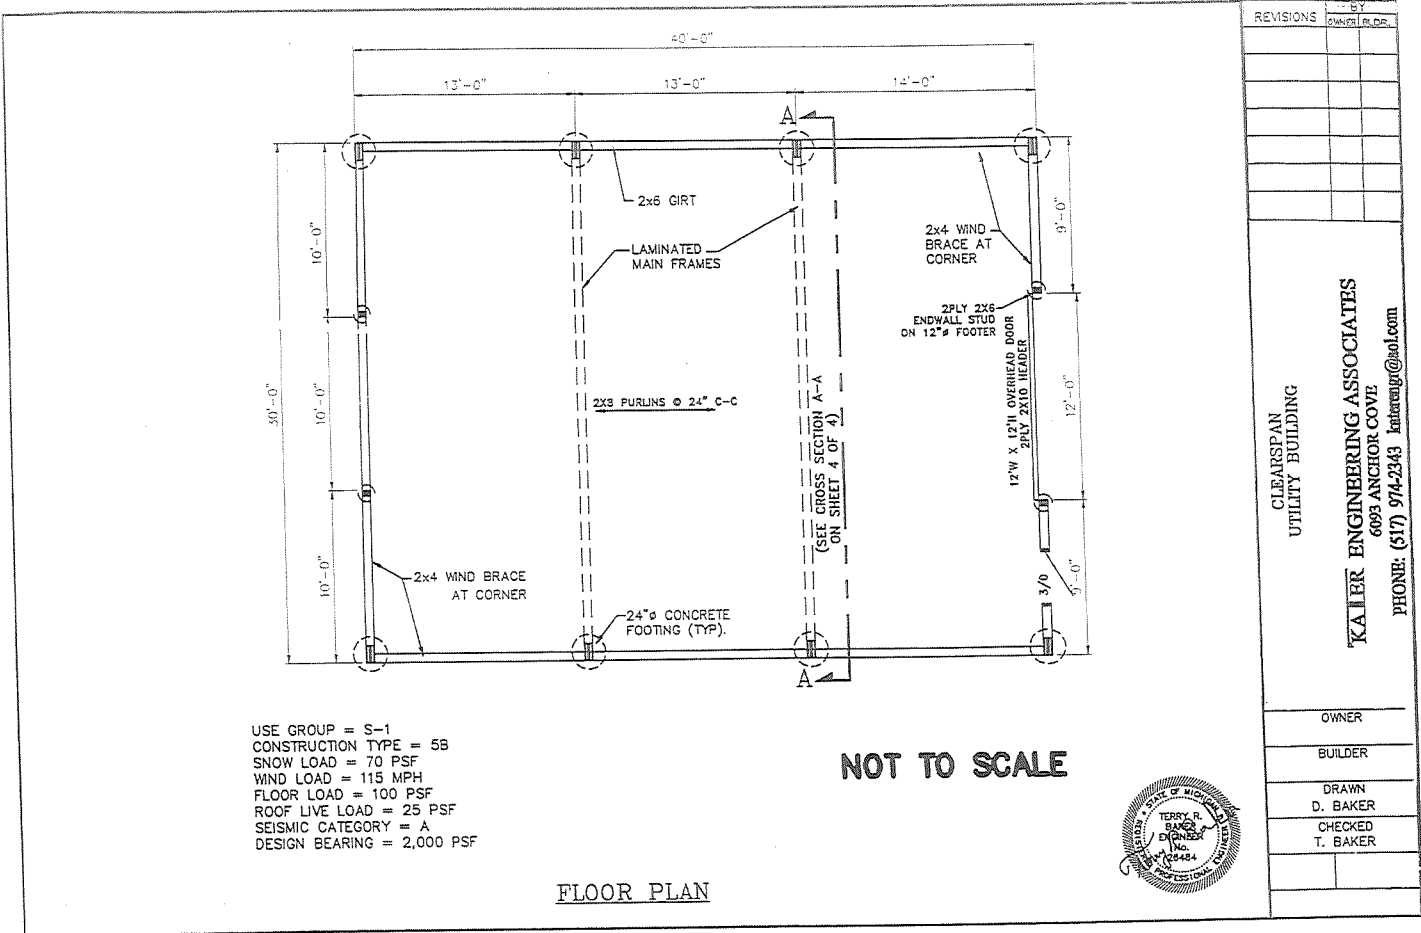 40'-0"
13'-0"
13'-0"
14'-0"
A
2x6 GIRT
LAMINATED
MAIN FRAMES
2x4 WIND
BRACE AT
CORNER
9'-0"
10'-0"
30'-0"
10'-0"
10'-0"
2PLY 2X6
ENDWALL STUD
ON 12"ø FOOTER
12'W X 12'H OVERHEAD DOOR
2PLY 2X10 HEADER
12'-0"
PURLINS @ 24" C-C
(SEE CROSS SECTION A-A
ON SHEET 4 OF 4)
2x4 WIND BRACE
AT CORNER
24"ø CONCRETE
FOOTING (TYP).
3/0
9'-0"
A
USE GROUP = S-1
CONSTRUCTION TYPE = 5B
SNOW LOAD = 70 PSF
WIND LOAD = 115 MPH
FLOOR LOAD = 100 PSF
ROOF LIVE LOAD = 25 PSF
SEISMIC CATEGORY = A
DESIGN BEARING = 2,000 PSF
NOT TO SCALE
FLOOR PLAN
STATE OF MICHIGAN
TERRY R.
BAKER
ENGINEER
No.
28484
REGISTERED PROFESSIONAL ENGINEER
REVISIONS
BY
OWNER BLDR.
CLEARSPAN
UTILITY BUILDING
ENGINEERING ASSOCIATES
6093 ANCHOR COVE
PHONE: (517) 974-2343
OWNER
BUILDER
DRAWN
D. BAKER
CHECKED
T. BAKER